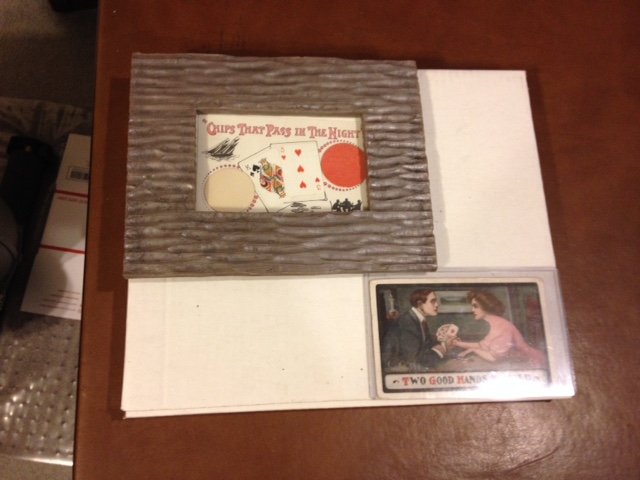 "CHIPS THAT PASS IN THE NIGHT
TWO GOOD HANDS